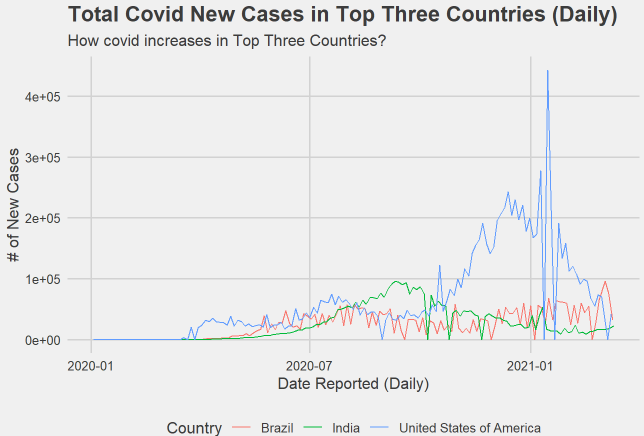 Total Covid New Cases in Top Three Countries (Daily)
How covid increases in Top Three Countries?
# of New Cases
4e+05
3e+05
2e+05
1e+05
0e+00
2020-01 2020-07 2021-01
Date Reported (Daily)
Country Brazil India United States of America